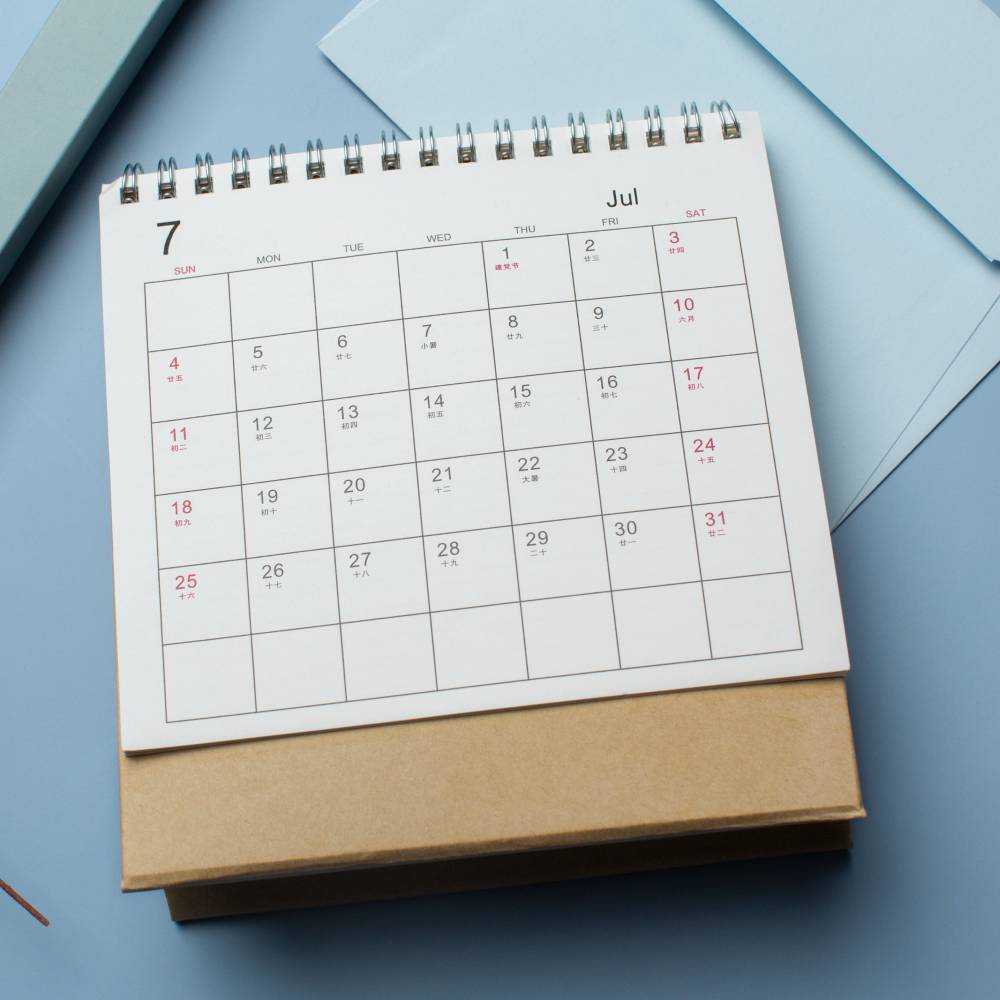 Jul
7
SUN MON TUE WED THU FRI SAT
1 2 3
建党节 廿三 廿四
4 5 6 7 8 9 10
廿五 廿六 廿七 小暑 廿九 三十 六月
11 12 13 14 15 16 17
初二 初三 初四 初五 初六 初七 初八
18 19 20 21 22 23 24
初九 初十 十一 十二 大暑 十四 十五
25 26 27 28 29 30 31
十六 十七 十八 十九 二十 廿一 廿二